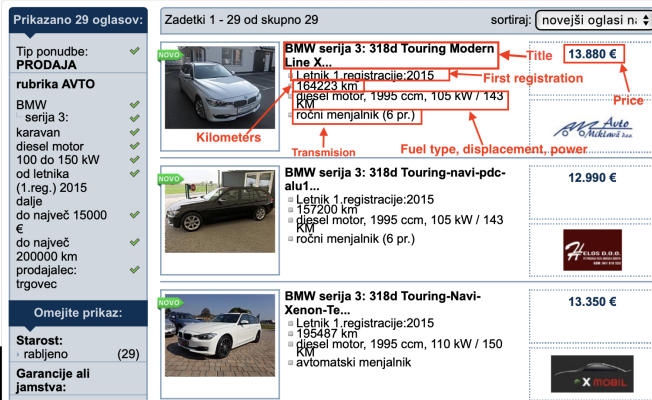 Prikazano 29 oglasov:
Tip ponudbe:
PRODAJA
rubrika AVTO
BMW
serija 3:
karavan
diesel motor
100 do 150 kW
od letnika
(1.reg.) 2015
dalje
do največ 15000
€
do največ
200000 km
prodajalec:
trgovec
Omejite prikaz:
Starost:
rabljeno (29)
Garancije ali
jamstva:
Zadetki 1 - 29 od skupno 29
sortiraj: novejši oglasi n
NOVO
BMW serija 3: 318d Touring Modern
Line X...
Title
Letnik 1.registracije:2015
First registration
164223 km
Kilometers
diesel motor, 1995 ccm, 105 kW / 143
KM
Fuel type, displacement, power
ročni menjalnik (6 pr.)
Transmision
13.880 €
Price
Auto
Miklavž d.o.o.
NOVO
BMW serija 3: 318d Touring-navi-pdc-
alu1...
Letnik 1.registracije:2015
157200 km
diesel motor, 1995 ccm, 105 kW / 143
KM
ročni menjalnik (6 pr.)
12.990 €
HELOS D.O.O.
NOVO
BMW serija 3: 318d Touring-Navi-
Xenon-Te...
Letnik 1.registracije:2015
195487 km
diesel motor, 1995 ccm, 110 kW / 150
KM
avtomatski menjalnik
13.350 €
X MOBIL